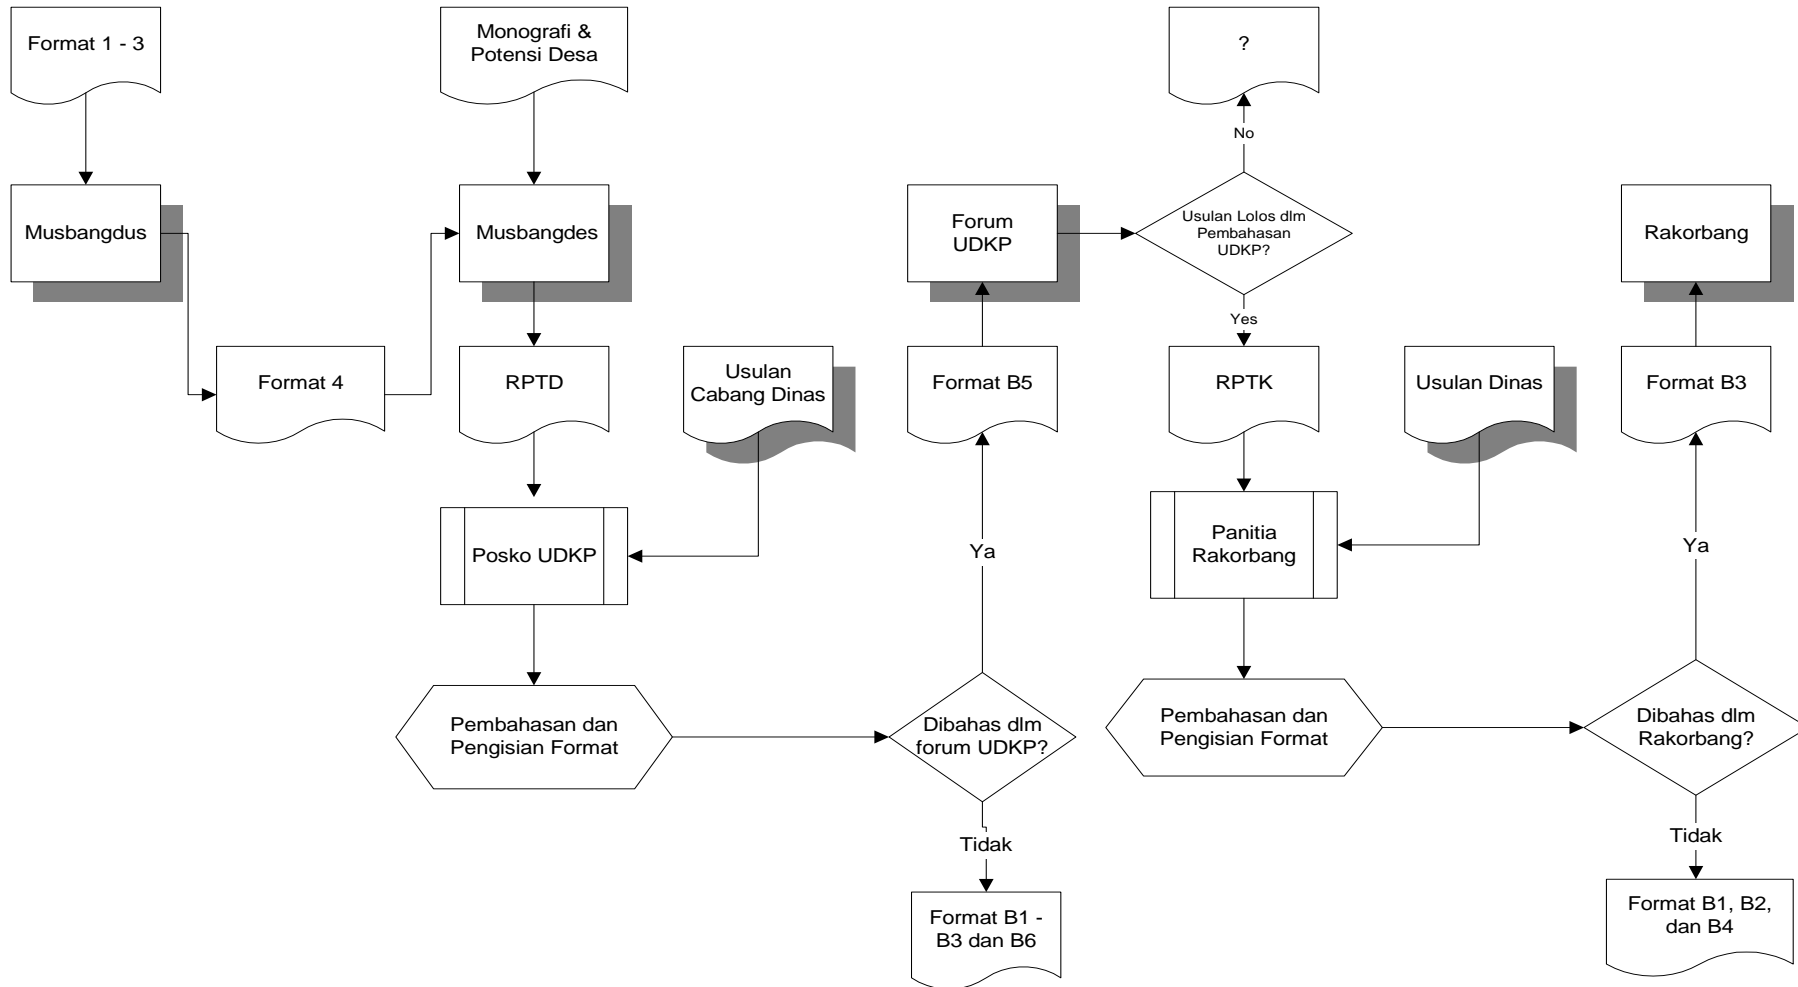 Format 1 - 3
Monografi &
Potensi Desa
?
No
Musbangdus
Musbangdes
Forum
UDKP
Usulan Lolos dlm
Pembahasan
UDKP?
Rakorbang
Yes
Format 4
RPTD
Usulan
Cabang Dinas
Format B5
RPTK
Usulan Dinas
Format B3
Posko UDKP
Ya
Panitia
Rakorbang
Ya
Pembahasan dan
Pengisian Format
Dibahas dlm
forum UDKP?
Pembahasan dan
Pengisian Format
Dibahas dlm
Rakorbang?
Tidak
Tidak
Format B1 -
B3 dan B6
Format B1, B2,
dan B4